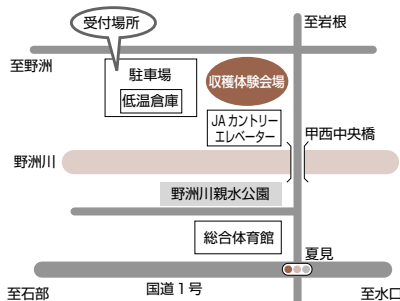 受付場所
至岩根
至野洲
駐車場
低温倉庫
収穫体験会場
JAカントリー
エレベーター
甲西中央橋
野洲川
野洲川親水公園
総合体育館
夏見
至石部
国道1号
至水口